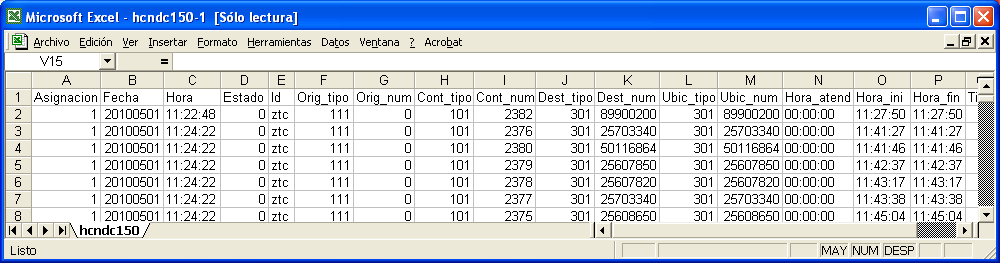 Microsoft Excel - hcndc150-1 [Sólo lectura]
Archivo Edición Ver Insertar Formato Herramientas Datos Ventana ? Acrobat
V15 =
A B C D E F G H I J K L M N O P
1 Asignacion Fecha Hora Estado Id Orig_tipo Orig_num Cont_tipo Cont_num Dest_tipo Dest_num Ubic_tipo Ubic_num Hora_atend Hora_ini Hora_fin Ti
2 1 20100501 11:22:48 0 ztc 111 0 101 2382 301 89900200 301 89900200 00:00:00 11:27:50 11:27:50
3 1 20100501 11:24:22 0 ztc 111 0 101 2376 301 25703340 301 25703340 00:00:00 11:41:27 11:41:27
4 1 20100501 11:24:22 0 ztc 111 0 101 2380 301 50116864 301 50116864 00:00:00 11:41:46 11:41:46
5 1 20100501 11:24:22 0 ztc 111 0 101 2379 301 25607850 301 25607850 00:00:00 11:42:37 11:42:37
6 1 20100501 11:24:22 0 ztc 111 0 101 2378 301 25607820 301 25607820 00:00:00 11:43:17 11:43:17
7 1 20100501 11:24:22 0 ztc 111 0 101 2377 301 25703340 301 25703340 00:00:00 11:43:38 11:43:38
8 1 20100501 11:24:22 0 ztc 111 0 101 2375 301 25608650 301 25608650 00:00:00 11:45:04 11:45:04
hcndc150
Listo MAY NUM DESP